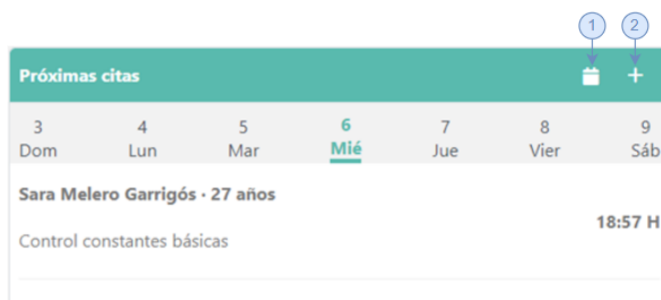 1 2
Próximas citas +
3 4 5 6 7 8 9
Dom Lun Mar Mié Jue Vier Sáb
Sara Melero Garrigós · 27 años
18:57 H
Control constantes básicas